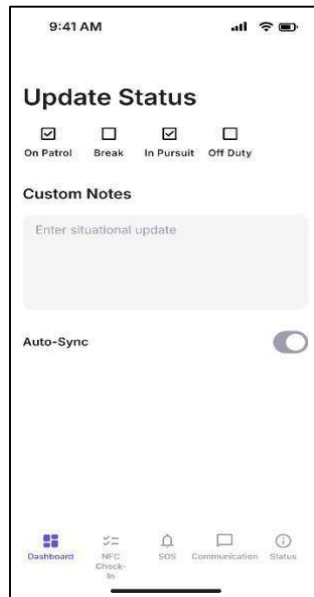 9:41 AM
Update Status
On Patrol Break In Pursuit Off Duty
Custom Notes
Enter situational update
Auto-Sync
Dashboard NFC Check-In SOS Communication Status